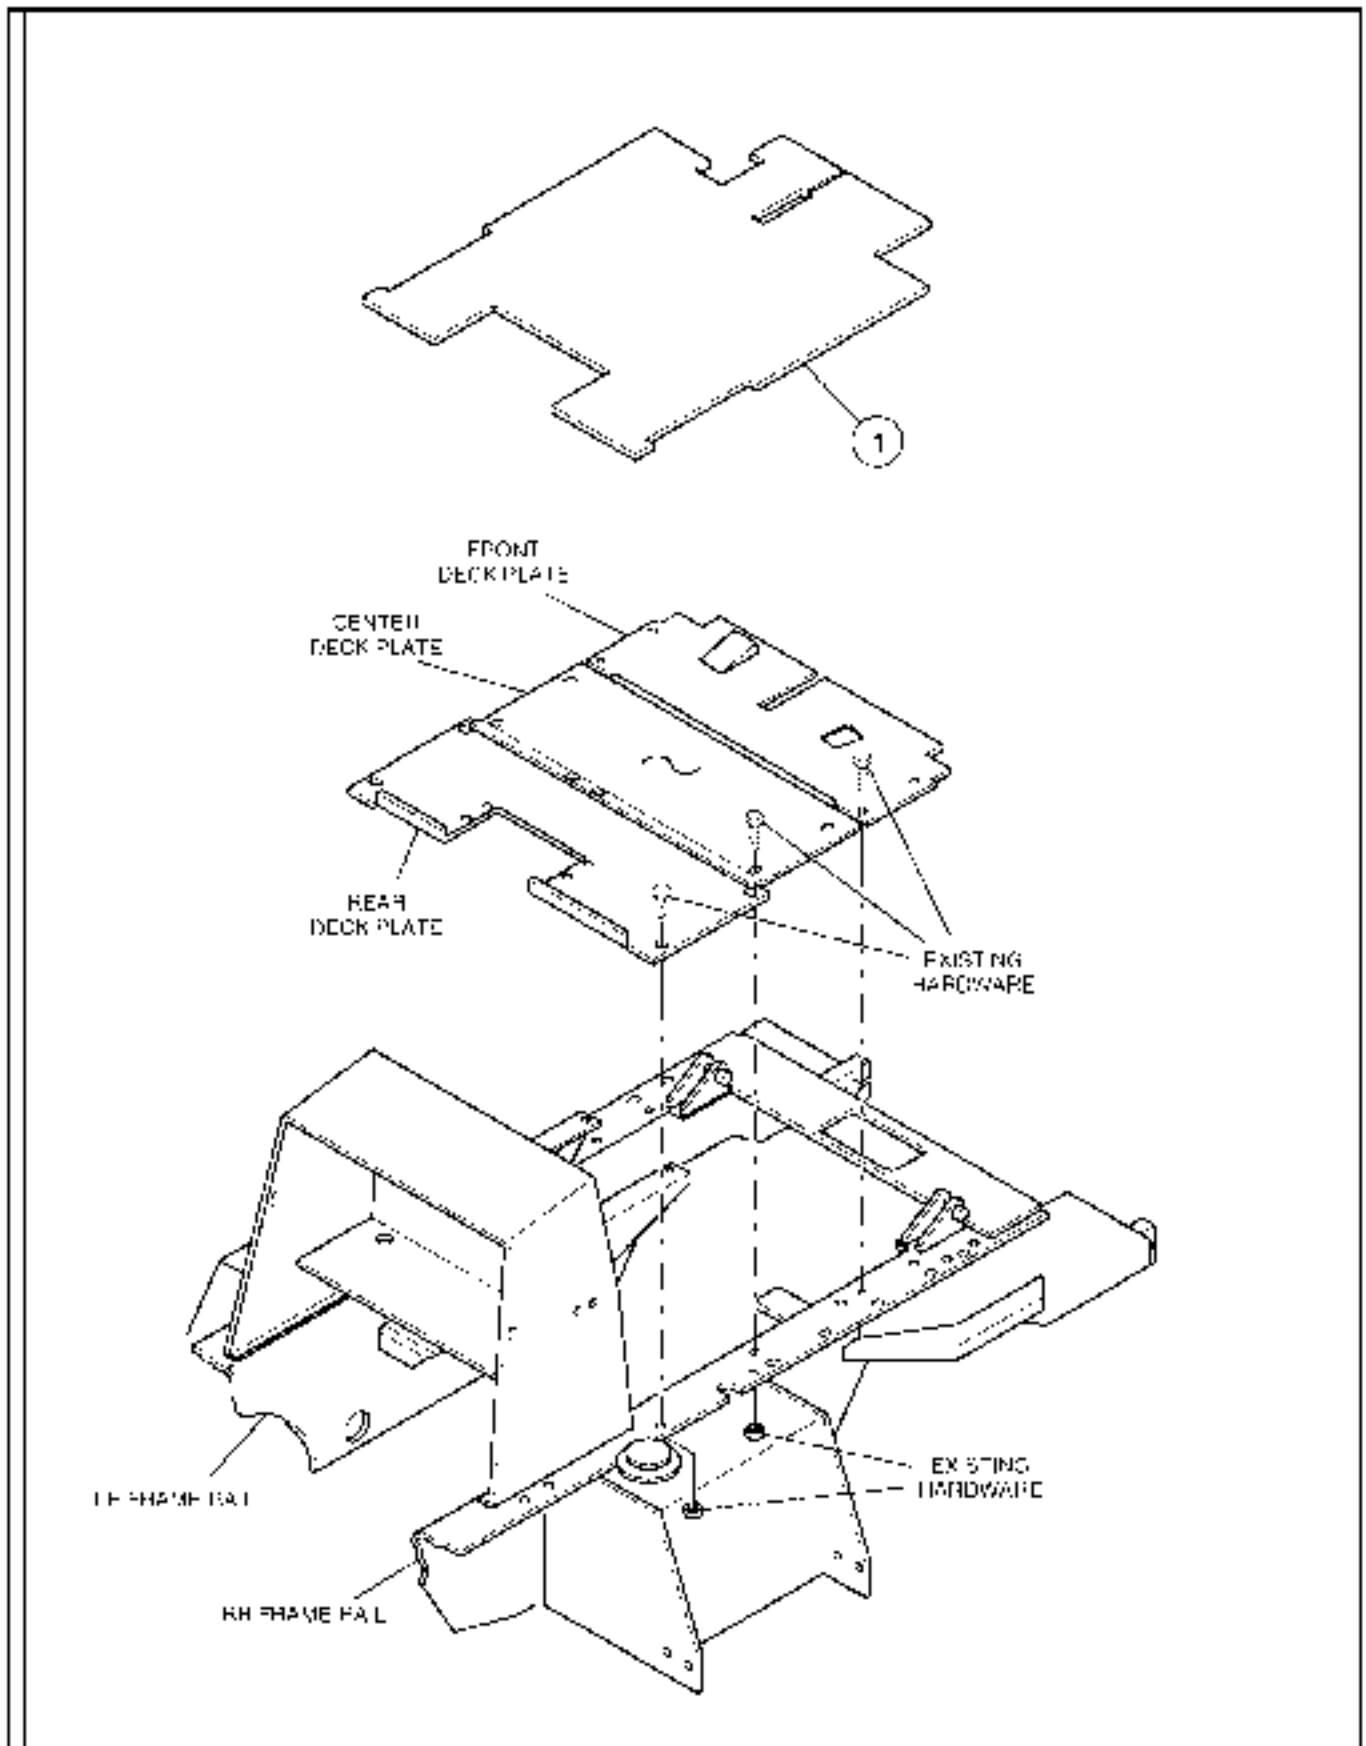 1
FRONT
DECK PLATE
CENTER
DECK PLATE
REAR
DECK PLATE
EXISTING
HARDWARE
EXISTING
HARDWARE
LH FRAME RAIL
RH FRAME RAIL